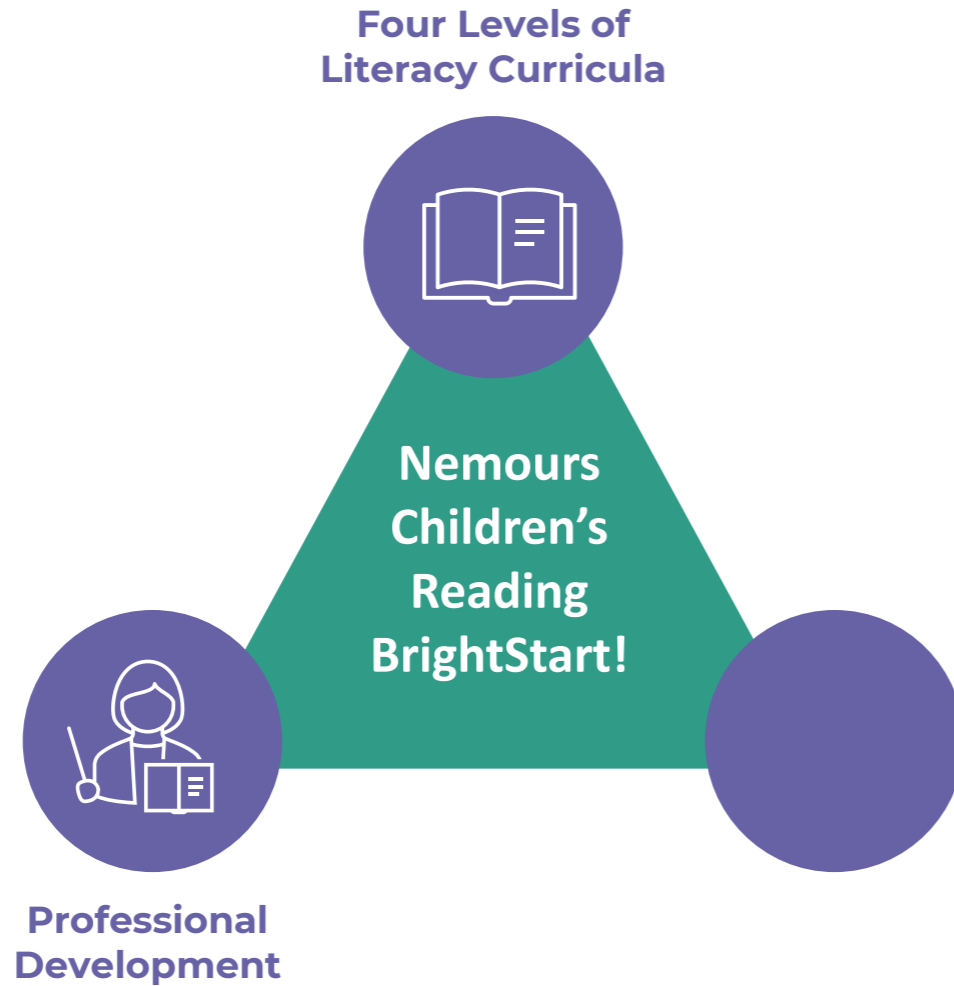 Four Levels of
Literacy Curricula
Nemours
Children’s
Reading
BrightStart!
Professional
Development